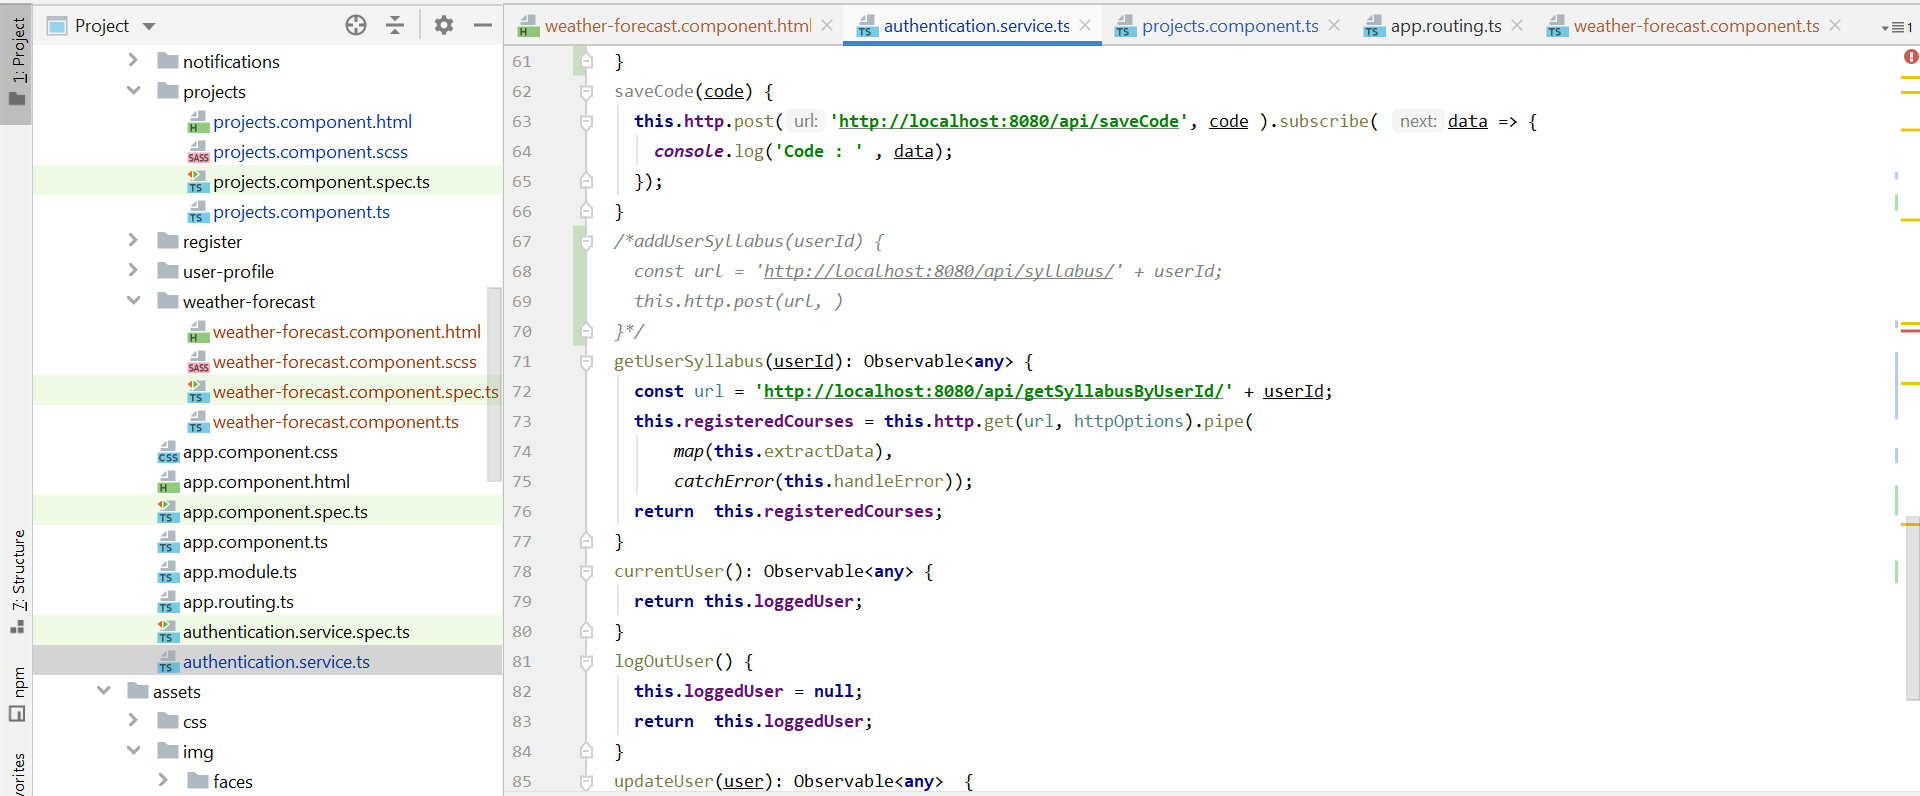 1: Project
Project
notifications
projects
projects.component.html
projects.component.scss
projects.component.spec.ts
projects.component.ts
register
user-profile
weather-forecast
weather-forecast.component.html
weather-forecast.component.scss
weather-forecast.component.spec.ts
weather-forecast.component.ts
app.component.css
app.component.html
app.component.spec.ts
app.component.ts
app.module.ts
app.routing.ts
authentication.service.spec.ts
authentication.service.ts
assets
css
img
faces
7: Structure
npm
vorites
weather-forecast.component.html
authentication.service.ts
projects.component.ts
app.routing.ts
weather-forecast.component.ts
1
61 }
62 saveCode(code) {
63 this.http.post( url: 'http://localhost:8080/api/saveCode', code ).subscribe( next: data => {
64 console.log('Code : ' , data);
65 });
66 }
67 /*addUserSyllabus(userId) {
68 const url = 'http://localhost:8080/api/syllabus/' + userId;
69 this.http.post(url, )
70 }*/
71 getUserSyllabus(userId): Observable<any> {
72 const url = 'http://localhost:8080/api/getSyllabusByUserId/' + userId;
73 this.registeredCourses = this.http.get(url, httpOptions).pipe(
74 map(this.extractData),
75 catchError(this.handleError));
76 return  this.registeredCourses;
77 }
78 currentUser(): Observable<any> {
79 return this.loggedUser;
80 }
81 logOutUser() {
82 this.loggedUser = null;
83 return  this.loggedUser;
84 }
85 updateUser(user): Observable<any>  {